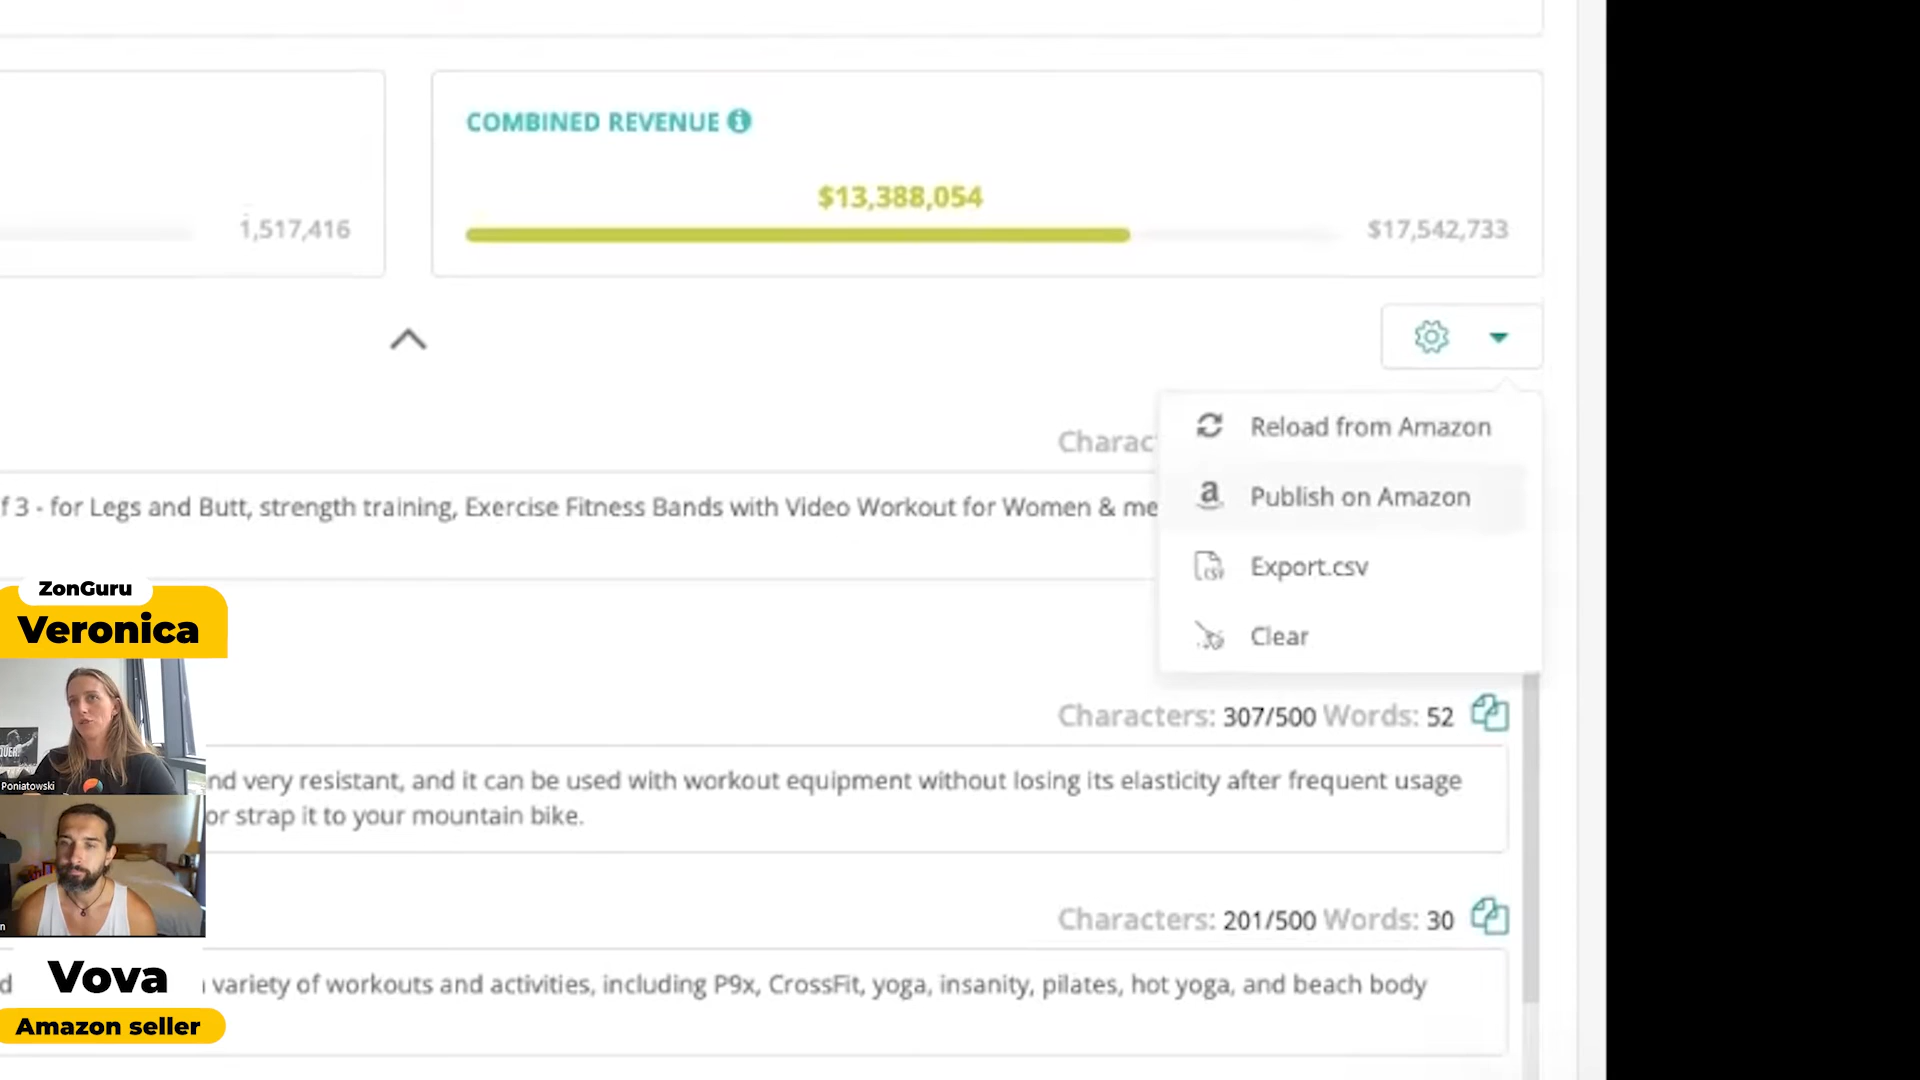 COMBINED REVENUE
$13,388,054
1,517,416
$17,542,733
Reload from Amazon
Publish on Amazon
Export.csv
Clear
Charac
f 3 - for Legs and Butt, strength training, Exercise Fitness Bands with Video Workout for Women & me
ZonGuru
Veronica
Poniatowski
Characters: 307/500 Words: 52
nd very resistant, and it can be used with workout equipment without losing its elasticity after frequent usage
or strap it to your mountain bike.
Characters: 201/500 Words: 30
d
variety of workouts and activities, including P9x, CrossFit, yoga, insanity, pilates, hot yoga, and beach body
n
Vova
Amazon seller